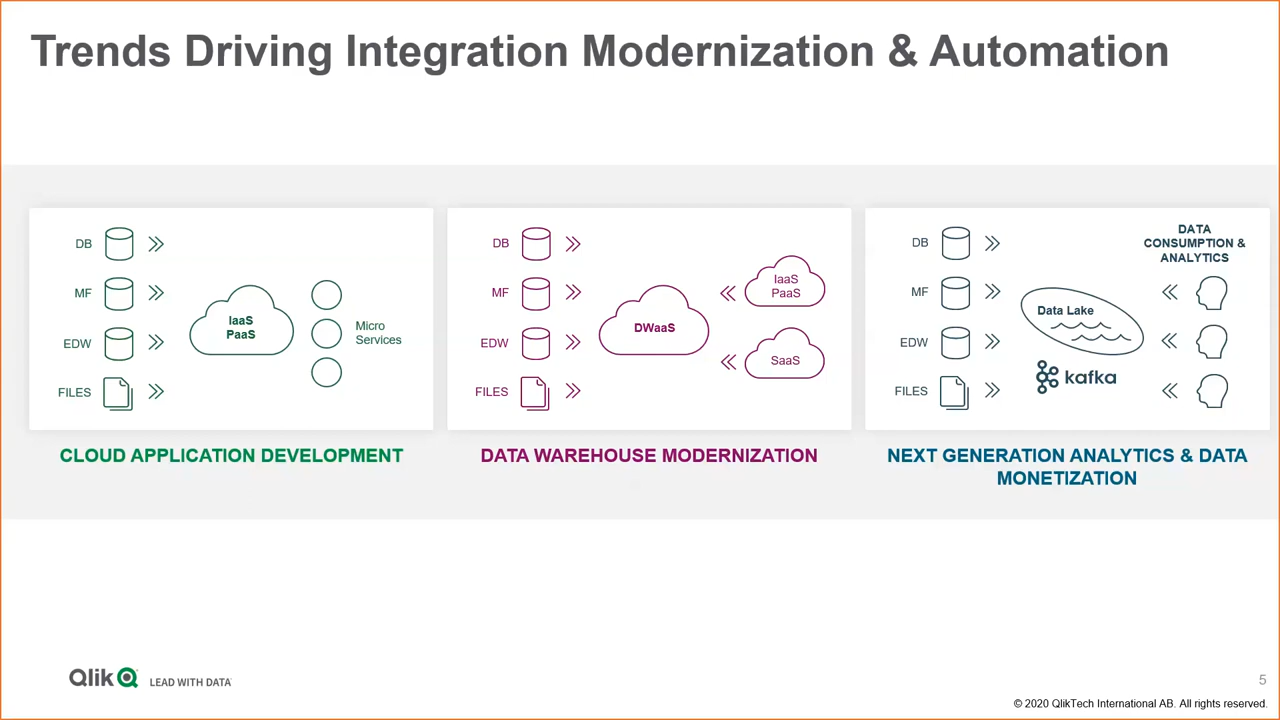 Trends Driving Integration Modernization & Automation
DB
MF
EDW
FILES
IaaS
PaaS
Micro
Services
CLOUD APPLICATION DEVELOPMENT
DB
MF
EDW
FILES
DWaaS
IaaS
PaaS
SaaS
DATA WAREHOUSE MODERNIZATION
DB
MF
EDW
FILES
Data Lake
kafka
DATA
CONSUMPTION &
ANALYTICS
NEXT GENERATION ANALYTICS & DATA
MONETIZATION
Qlik LEAD WITH DATA
5
© 2020 QlikTech International AB. All rights reserved.